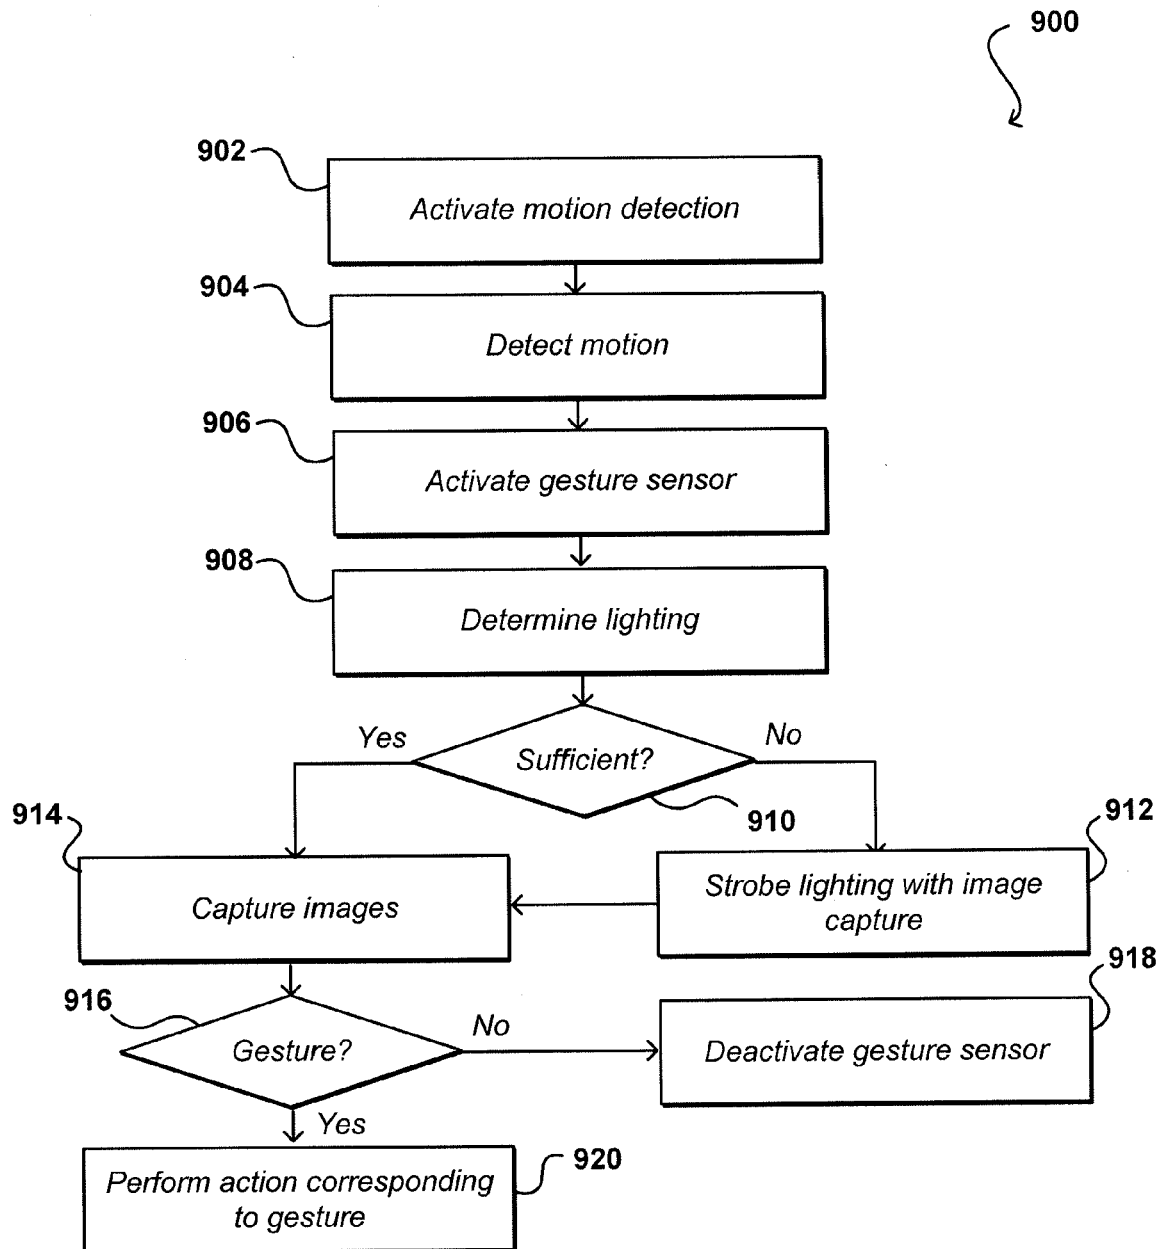 900
902
Activate motion detection
904
Detect motion
906
Activate gesture sensor
908
Determine lighting
Yes
No
Sufficient?
910
914
912
Capture images
Strobe lighting with image
capture
916
918
Gesture?
No
Deactivate gesture sensor
Yes
920
Perform action corresponding
to gesture